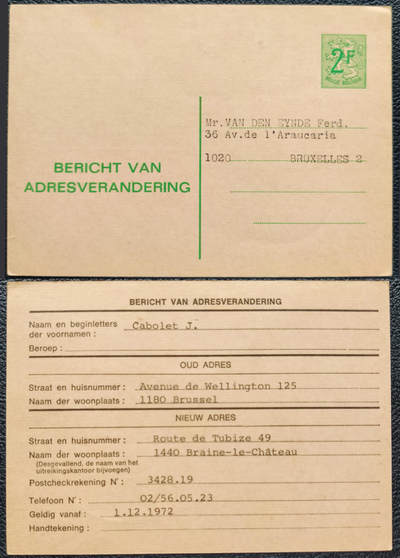 2F
Mr. VAN DEN EYNDE Ferd.
36 Av.de l'Araucaria
1020 BRUXELLES 2
BERICHT VAN
ADRESVERANDERING
BERICHT VAN ADRESVERANDERING
Naam en beginletters
der voornamen : Cabolet J.
Beroep :
OUD ADRES
Straat en huisnummer : Avenue de Wellington 125
Naam der woonplaats : 1180 Brussel
NIEUW ADRES
Straat en huisnummer : Route de Tubize 49
Naam der woonplaats : 1440 Braine-le-Château
(Desgevallend, de naam van het
uitreikingskantoor bijvoegen)
Postcheckrekening N° : 3428.19
Telefoon N° : 02/56.05.23
Geldig vanaf : 1.12.1972
Handtekening :